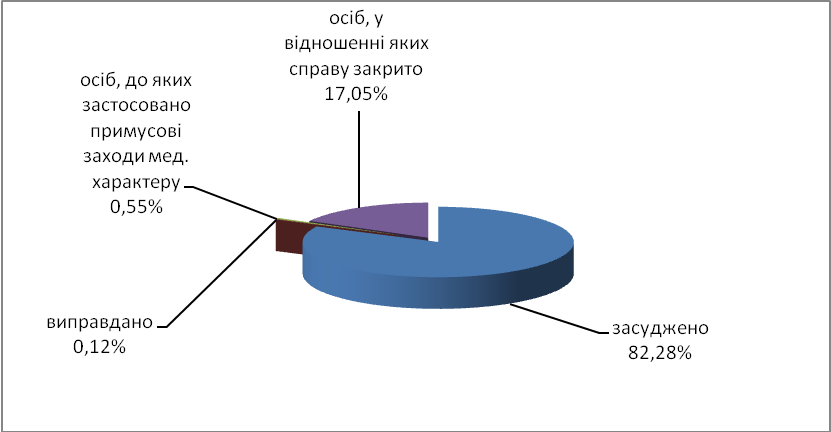 осіб, у
відношенні яких
справу закрито
17,05%
осіб, до яких
застосовано
примусові
заходи мед.
характеру
0,55%
виправдано
0,12%
засуджено
82,28%